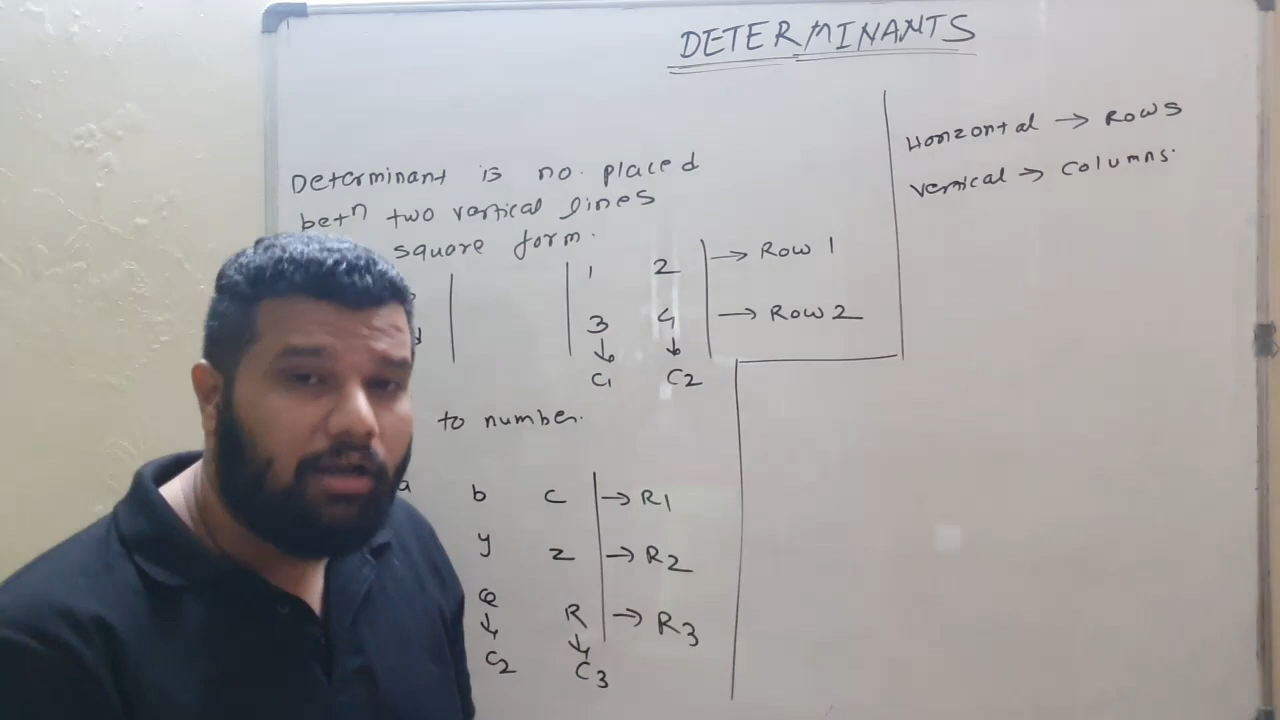 DETERMINANTS
Determinant is no. placed
betⁿ two vertical lines
square form.
| | 1 2 | → Row 1
3 4 → Row 2
↓ ↓
C1 C2
to number.
a b c | → R1
y z → R2
Q R → R3
↓ ↓
C2 C3
Horizontal → Rows
Vertical → Columns.